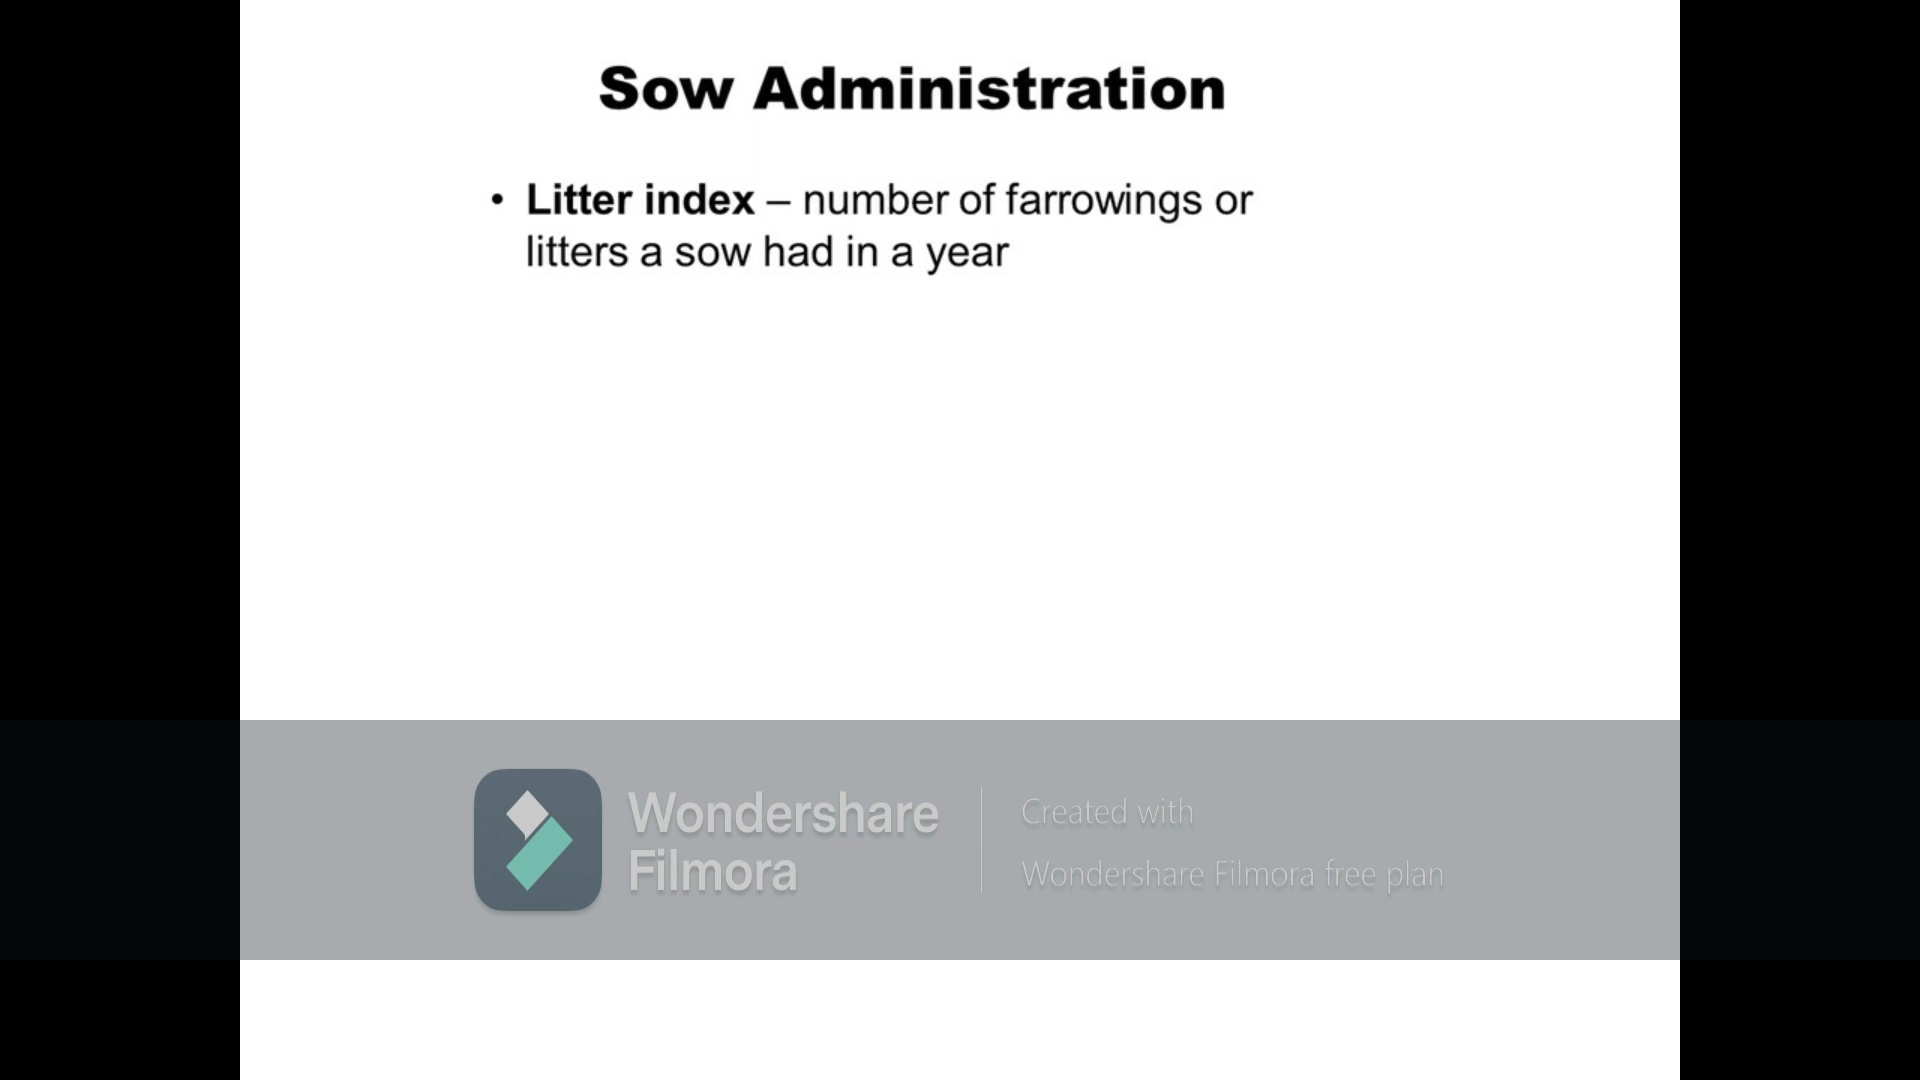 Sow Administration
• Litter index – number of farrowings or
litters a sow had in a year
Wondershare
Filmora
Created with
Wondershare Filmora free plan